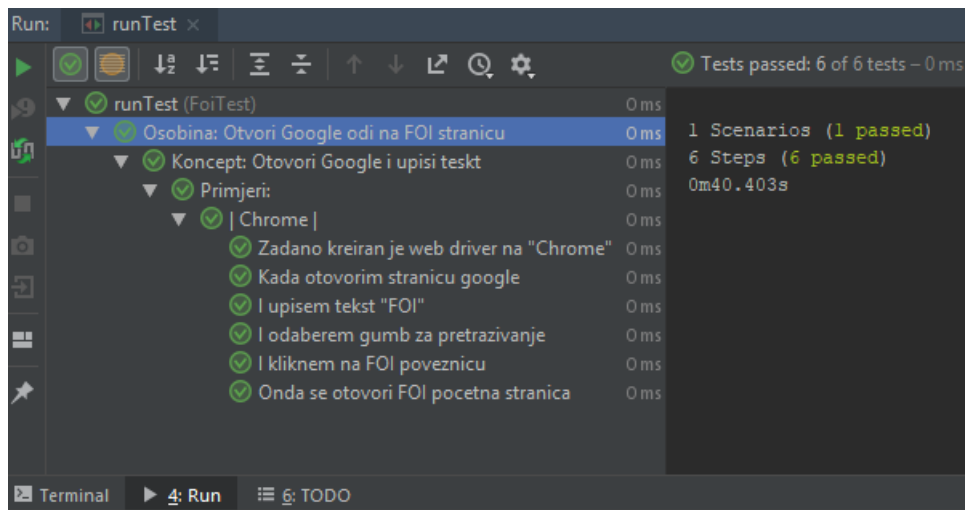 Run: runTest ×
Tests passed: 6 of 6 tests – 0 ms
runTest (FoiTest) 0 ms
Osobina: Otvori Google odi na FOI stranicu 0 ms
Koncept: Otovori Google i upisi teskt 0 ms
Primjeri: 0 ms
| Chrome | 0 ms
Zadano kreiran je web driver na "Chrome" 0 ms
Kada otovorim stranicu google 0 ms
I upisem tekst "FOI" 0 ms
I odaberem gumb za pretrazivanje 0 ms
I kliknem na FOI poveznicu 0 ms
Onda se otovori FOI pocetna stranica 0 ms
1 Scenarios (1 passed)
6 Steps (6 passed)
0m40.403s
Terminal 4: Run 6: TODO